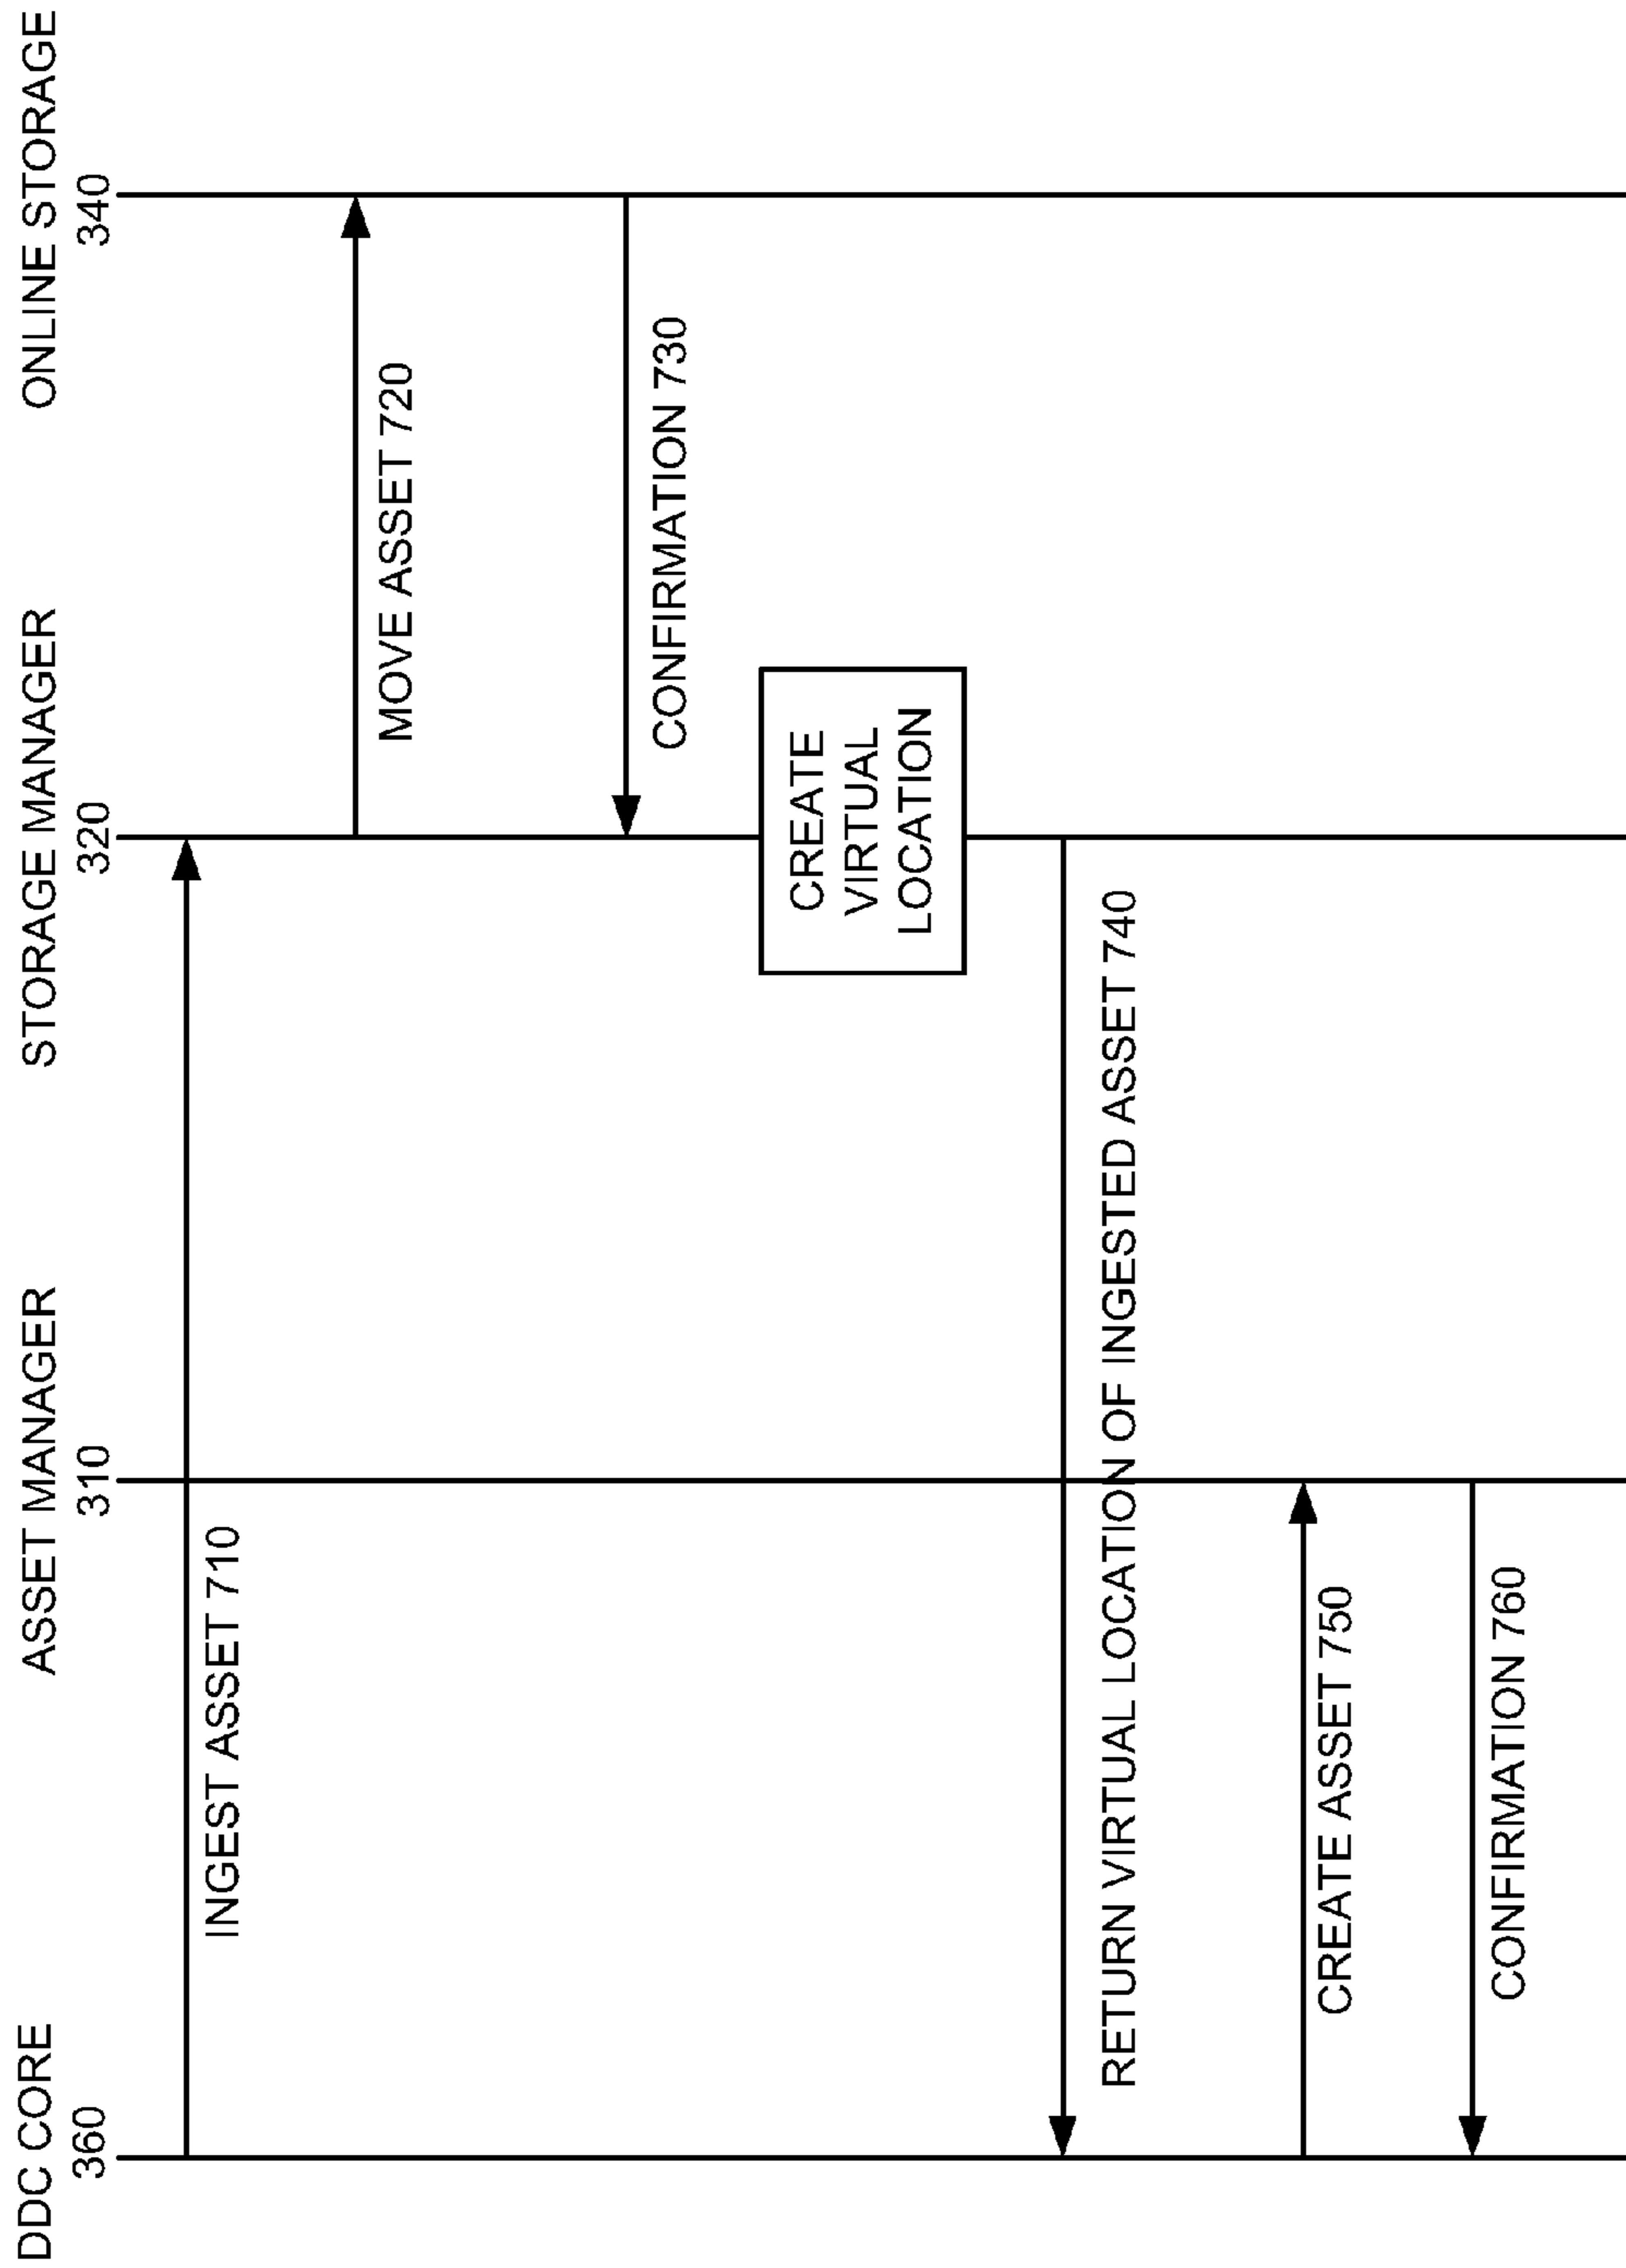 DDC CORE
360
ASSET MANAGER
310
STORAGE MANAGER
320
ONLINE STORAGE
340
INGEST ASSET 710
MOVE ASSET 720
CONFIRMATION 730
CREATE
VIRTUAL
LOCATION
RETURN VIRTUAL LOCATION OF INGESTED ASSET 740
CREATE ASSET 750
CONFIRMATION 760